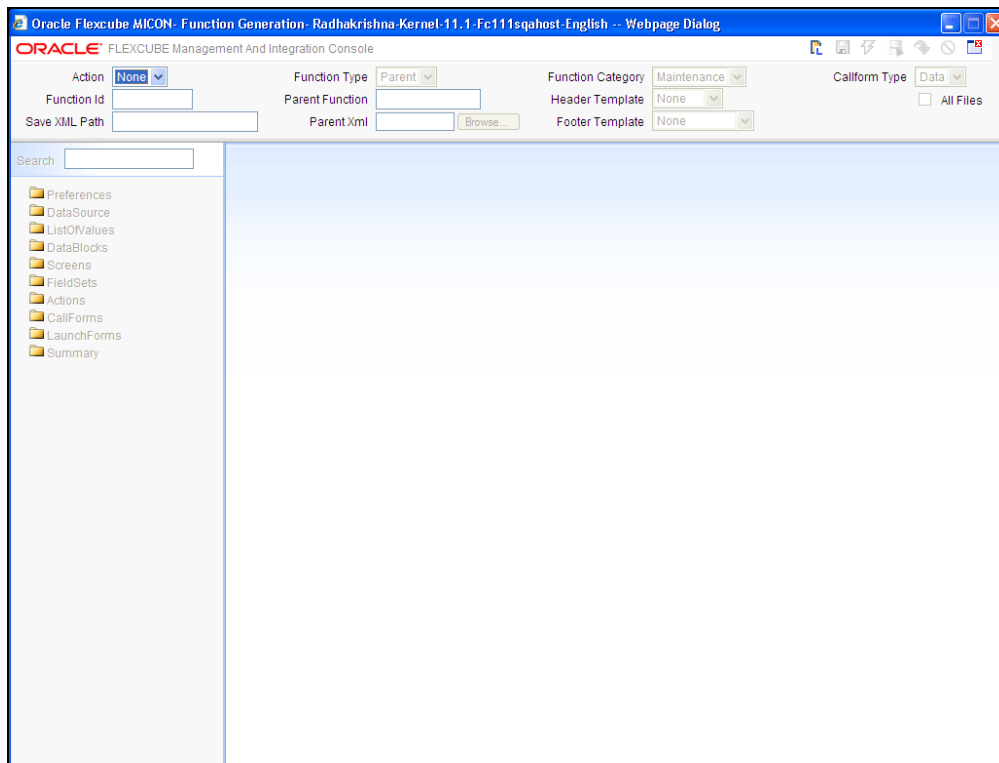 Oracle Flexcube MICON- Function Generation- Radhakrishna-Kernel-11.1-Fc111sqahost-English -- Webpage Dialog
ORACLE FLEXCUBE Management And Integration Console
Action None Function Type Parent Function Category Maintenance Callform Type Data
Function Id Parent Function Header Template None All Files
Save XML Path Parent Xml Browse... Footer Template None
Search
Preferences
DataSource
ListOfValues
DataBlocks
Screens
FieldSets
Actions
CallForms
LaunchForms
Summary